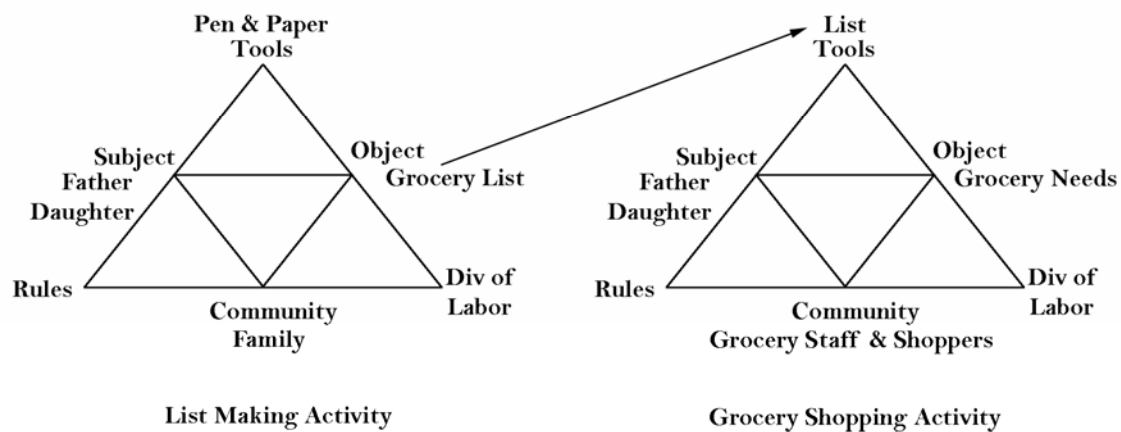 Pen & Paper
Tools
Subject
Father
Daughter
Object
Grocery List
Rules
Community
Family
Div of
Labor
List Making Activity
List
Tools
Subject
Father
Daughter
Object
Grocery Needs
Rules
Community
Grocery Staff & Shoppers
Div of
Labor
Grocery Shopping Activity